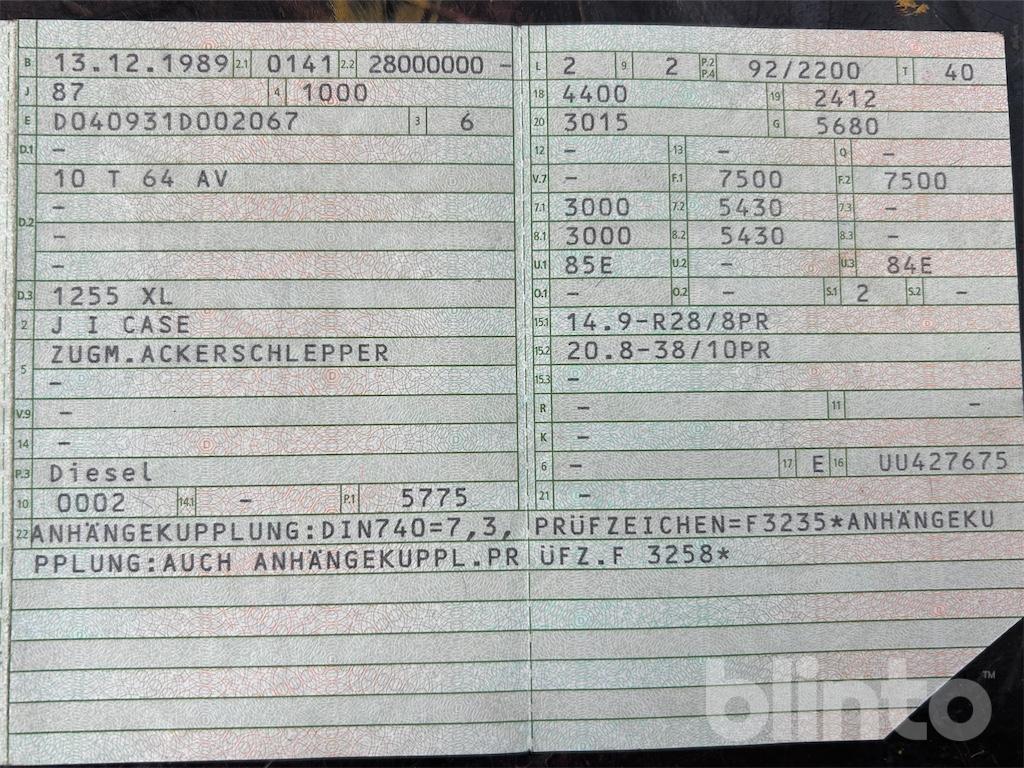 B 13.12.1989 2.1 0141 2.2 28000000 -
J 87 4 1000
E D040931D002067 3 6
D.1 -
10 T 64 AV
D.2 -
-
-
D.3 1255 XL
2 J I CASE
5 ZUGM.ACKERSCHLEPPER
-
V.9 -
14 -
P.3 Diesel
10 0002 14.1 - P.1 5775
L 2 9 2 P.2 P.4 92/2200 T 40
18 4400 19 2412
20 3015 G 5680
12 - 13 - Q -
V.7 - F.1 7500 F.2 7500
7.1 3000 7.2 5430 7.3 -
8.1 3000 8.2 5430 8.3 -
U.1 85E U.2 - U.3 84E
O.1 - O.2 - S.1 2 S.2 -
15.1 14.9-R28/8PR
15.2 20.8-38/10PR
15.3 -
R - 11 -
K -
6 - 17 E 16 UU427675
21 -
22 ANHÄNGEKUPPLUNG:DIN740=7,3, PRÜFZEICHEN=F3235*ANHÄNGEKU
PPLUNG:AUCH ANHÄNGEKUPPL.PR ÜFZ.F 3258*
blinto™